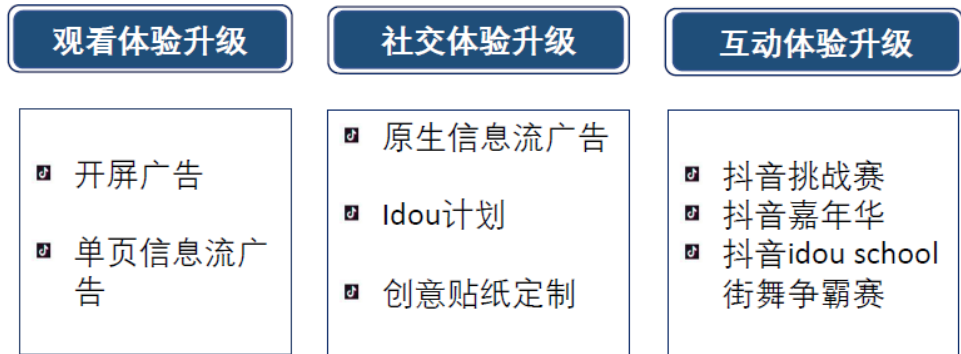 观看体验升级
社交体验升级
互动体验升级
开屏广告
单页信息流广
告
原生信息流广告
Idou计划
创意贴纸定制
抖音挑战赛
抖音嘉年华
抖音idou school
街舞争霸赛